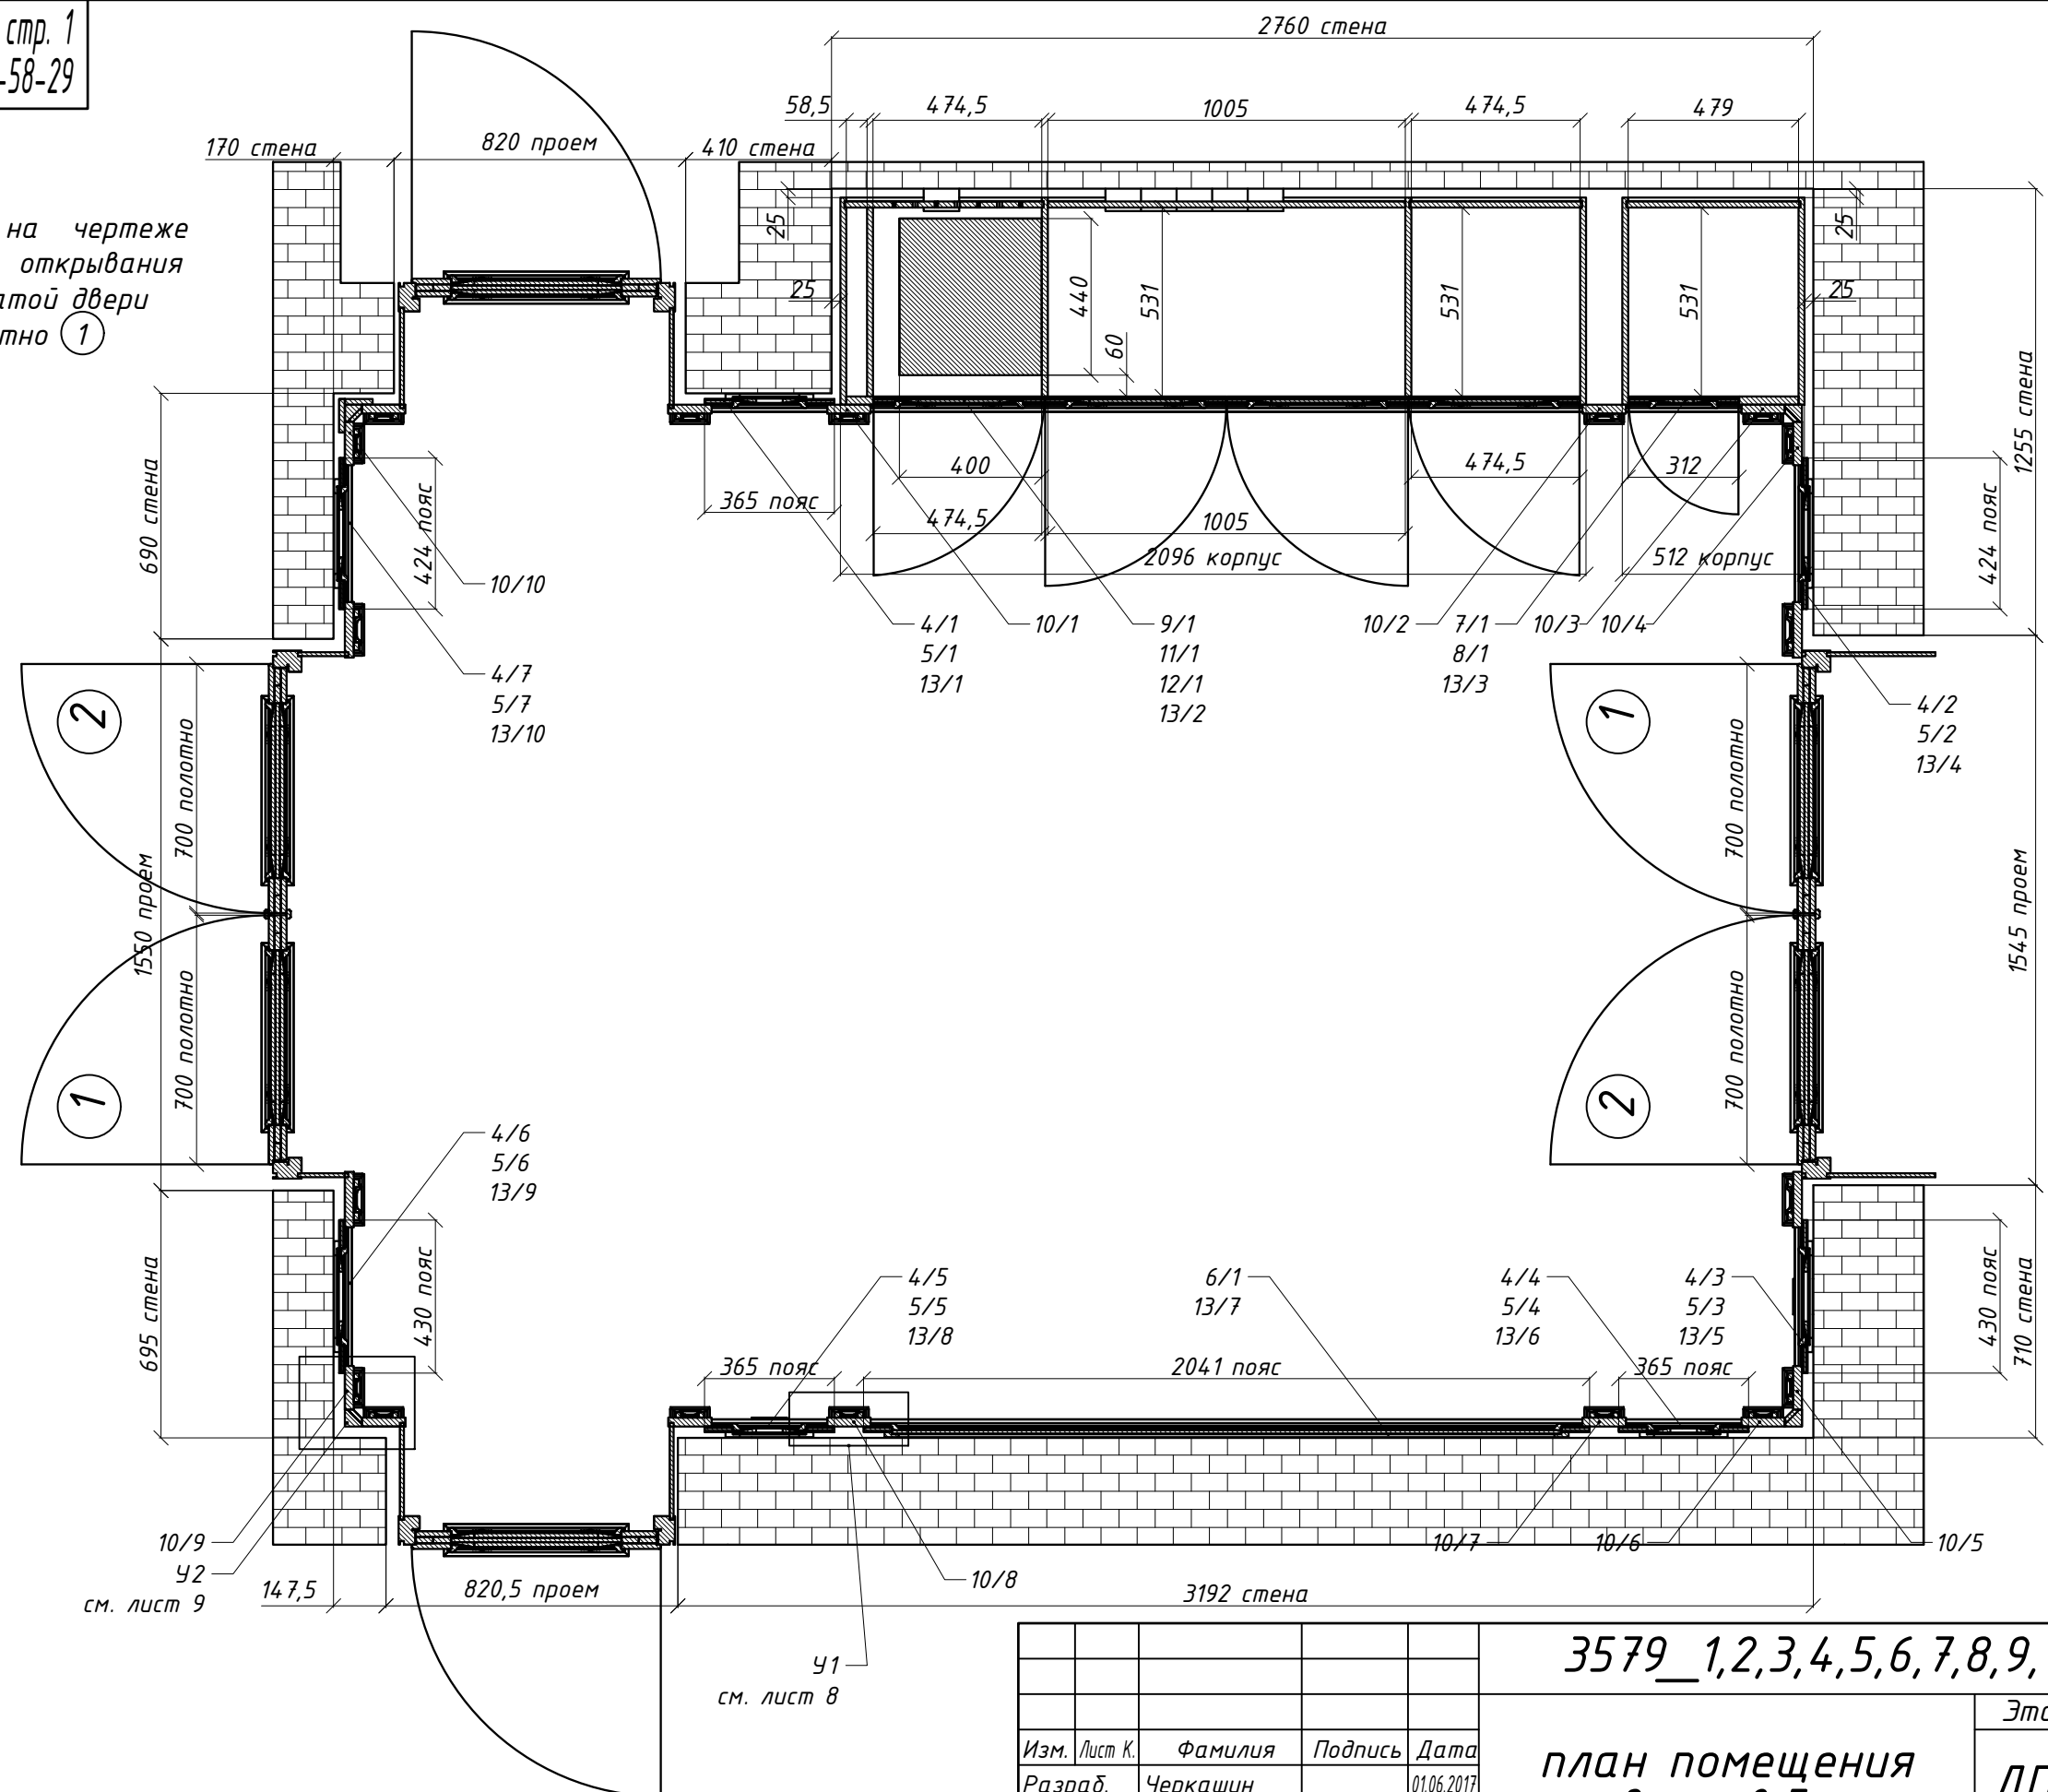 стр. 1
-58-29
2760 стена
58,5
474,5
1005
474,5
479
170 стена
820 проем
410 стена
на чертеже
открывания
двери
1
25
25
25
25
440
531
60
531
531
1255 стена
690 стена
424 пояс
400
474,5
312
365 пояс
474,5
1005
2096 корпус
512 корпус
424 пояс
10/10
4/1
5/1
13/1
10/1
9/1
11/1
12/1
13/2
10/2
7/1
8/1
13/3
10/3
10/4
4/7
5/7
13/10
4/2
5/2
13/4
2
1
700 полотно
700 полотно
1550 проем
1545 проем
700 полотно
700 полотно
1
2
4/6
5/6
13/9
695 стена
430 пояс
4/5
5/5
13/8
6/1
13/7
4/4
5/4
13/6
4/3
5/3
13/5
430 пояс
710 стена
365 пояс
2041 пояс
365 пояс
10/9
У2
см. лист 9
147,5
820,5 проем
10/8
3192 стена
10/7
10/6
10/5
У1
см. лист 8
3579__1,2,3,4,5,6,7,8,9,
Изм.
Лист К.
Фамилия
Подпись
Дата
план помещения
Разраб.
Черкашин
01.06.2017